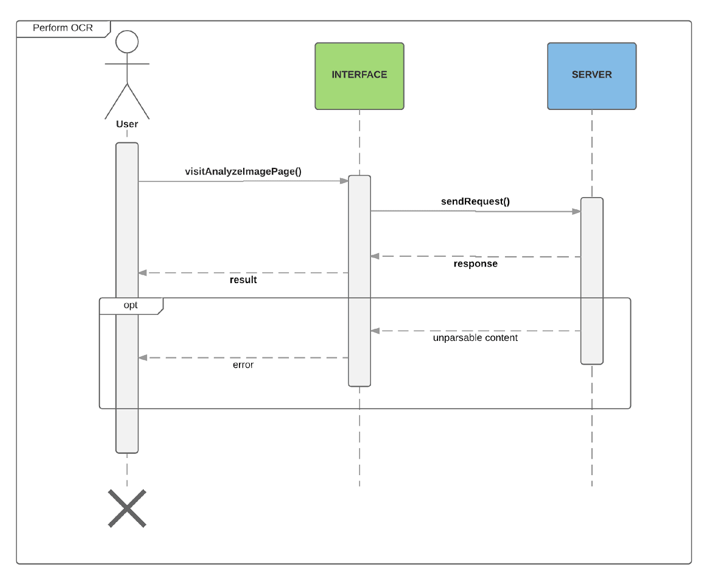 Perform OCR
INTERFACE
SERVER
User
visitAnalyzeImagePage()
sendRequest()
response
result
opt
unparsable content
error